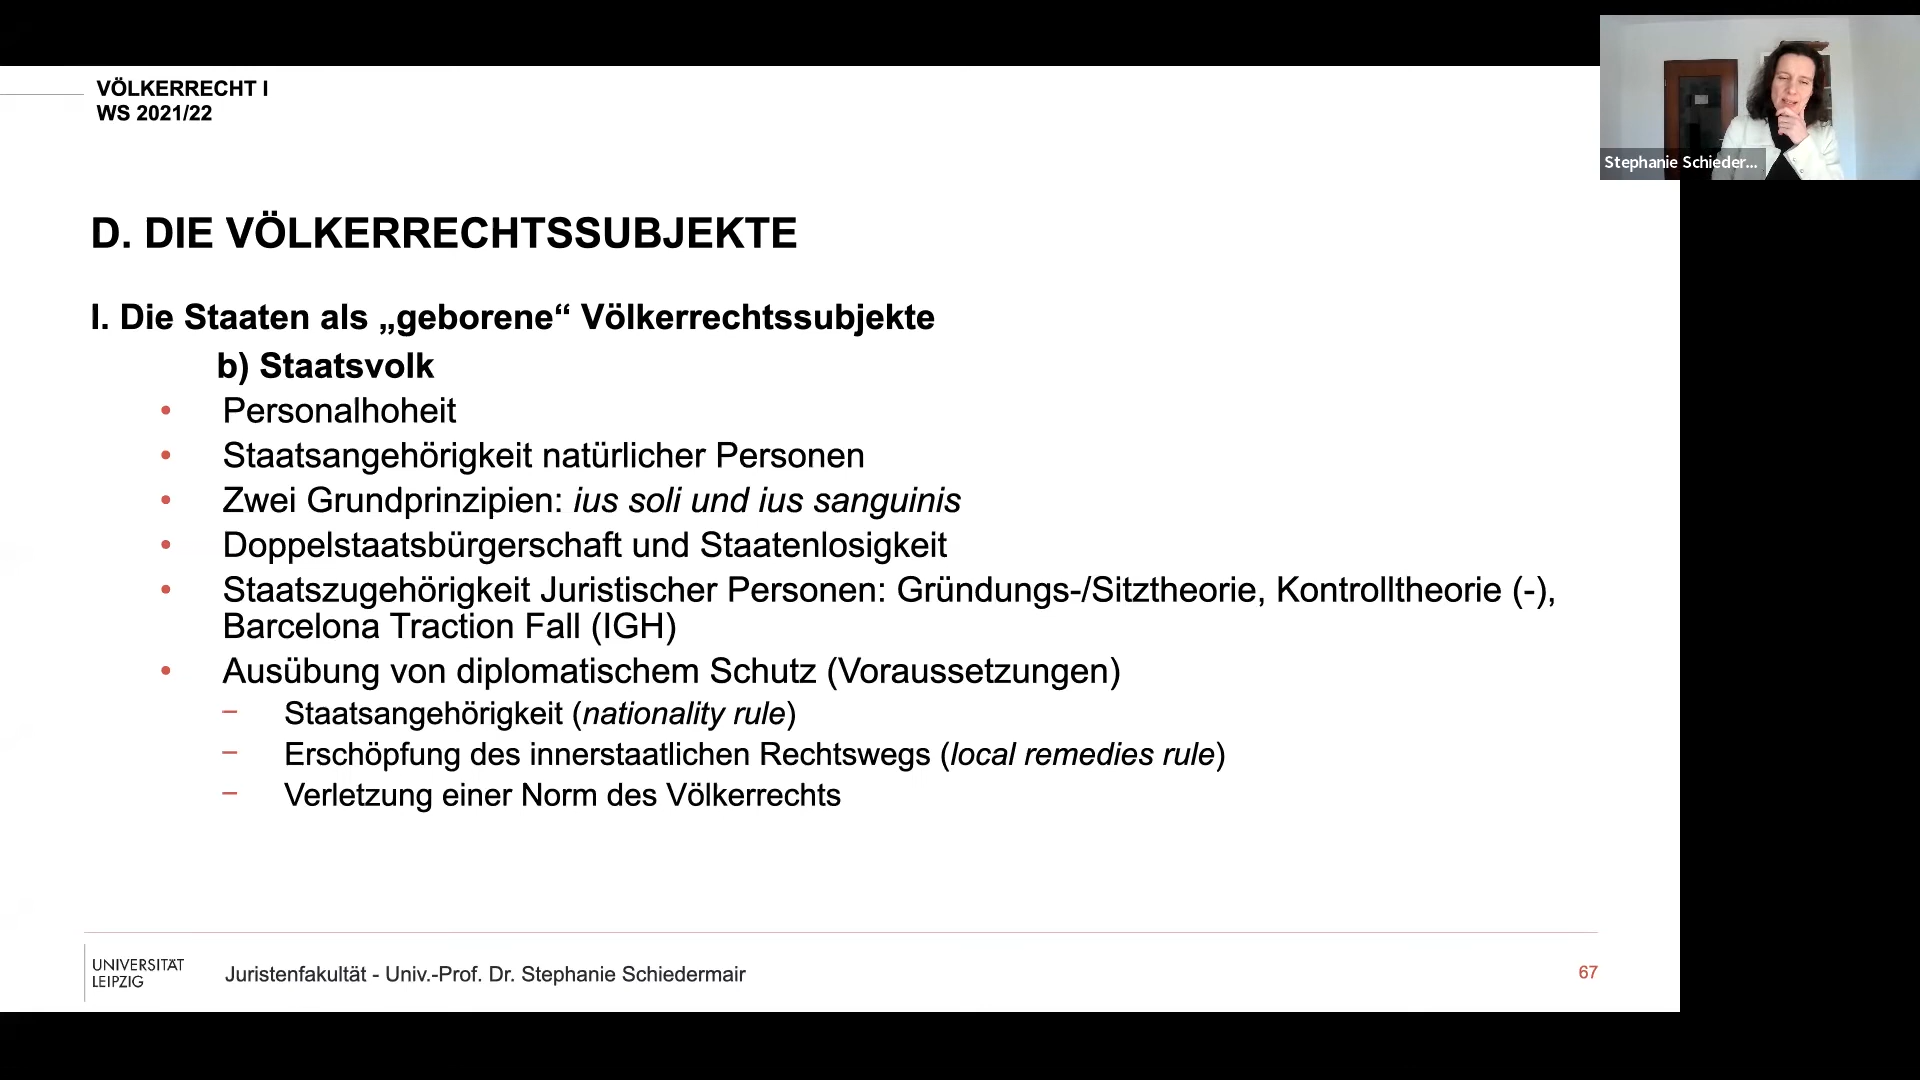 VÖLKERRECHT I
WS 2021/22
Stephanie Schieder...
D. DIE VÖLKERRECHTSSUBJEKTE
I. Die Staaten als „geborene“ Völkerrechtssubjekte
b) Staatsvolk
• Personalhoheit
• Staatsangehörigkeit natürlicher Personen
• Zwei Grundprinzipien: ius soli und ius sanguinis
• Doppelstaatsbürgerschaft und Staatenlosigkeit
• Staatszugehörigkeit Juristischer Personen: Gründungs-/Sitztheorie, Kontrolltheorie (-),
Barcelona Traction Fall (IGH)
• Ausübung von diplomatischem Schutz (Voraussetzungen)
– Staatsangehörigkeit (nationality rule)
– Erschöpfung des innerstaatlichen Rechtswegs (local remedies rule)
– Verletzung einer Norm des Völkerrechts
UNIVERSITÄT
LEIPZIG
Juristenfakultät - Univ.-Prof. Dr. Stephanie Schiedermair
67